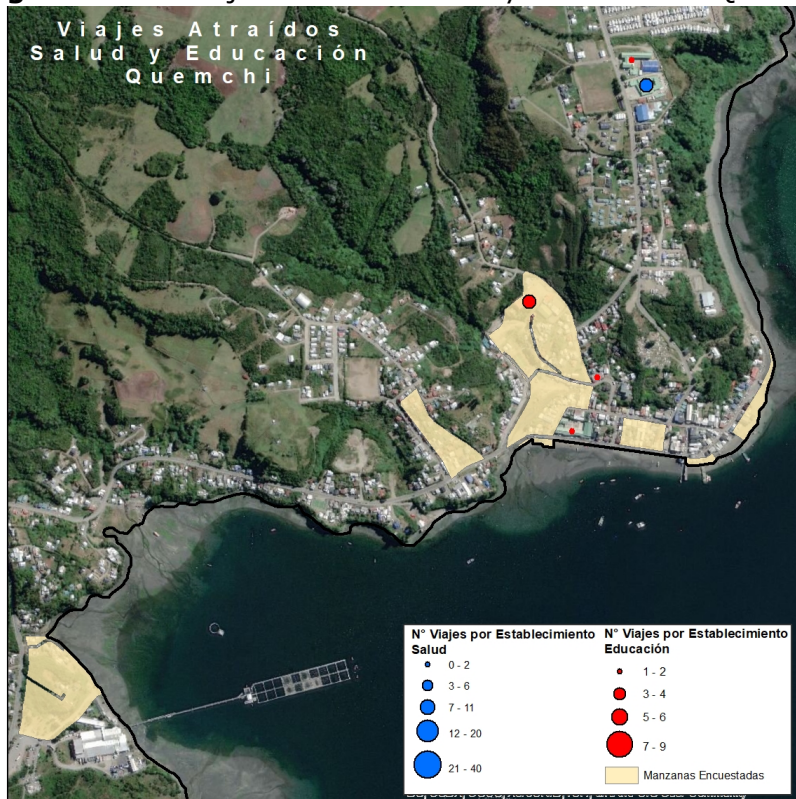 Viajes Atraídos
Salud y Educación
Quemchi
N° Viajes por Establecimiento
Salud
0 - 2
3 - 6
7 - 11
12 - 20
21 - 40
N° Viajes por Establecimiento
Educación
1 - 2
3 - 4
5 - 6
7 - 9
Manzanas Encuestadas